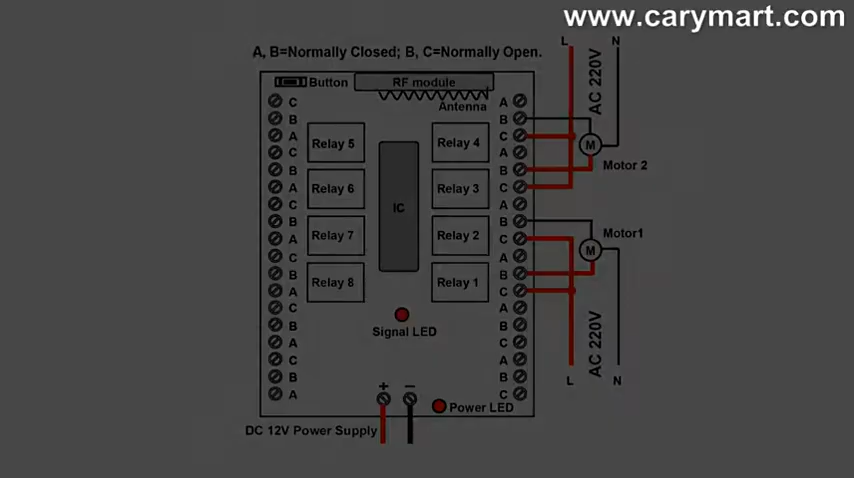 www.carymart.com
L
N
A, B=Normally Closed; B, C=Normally Open.
AC 220V
Button
RF module
Antenna
C
B
A
C
B
A
C
B
A
C
B
A
C
B
A
C
B
A
Relay 5
Relay 6
Relay 7
Relay 8
IC
Relay 4
Relay 3
Relay 2
Relay 1
A
B
C
A
B
C
A
B
C
A
B
C
A
B
C
A
B
C
M
Motor 2
Motor1
M
AC 220V
L
N
Signal LED
+
−
Power LED
DC 12V Power Supply